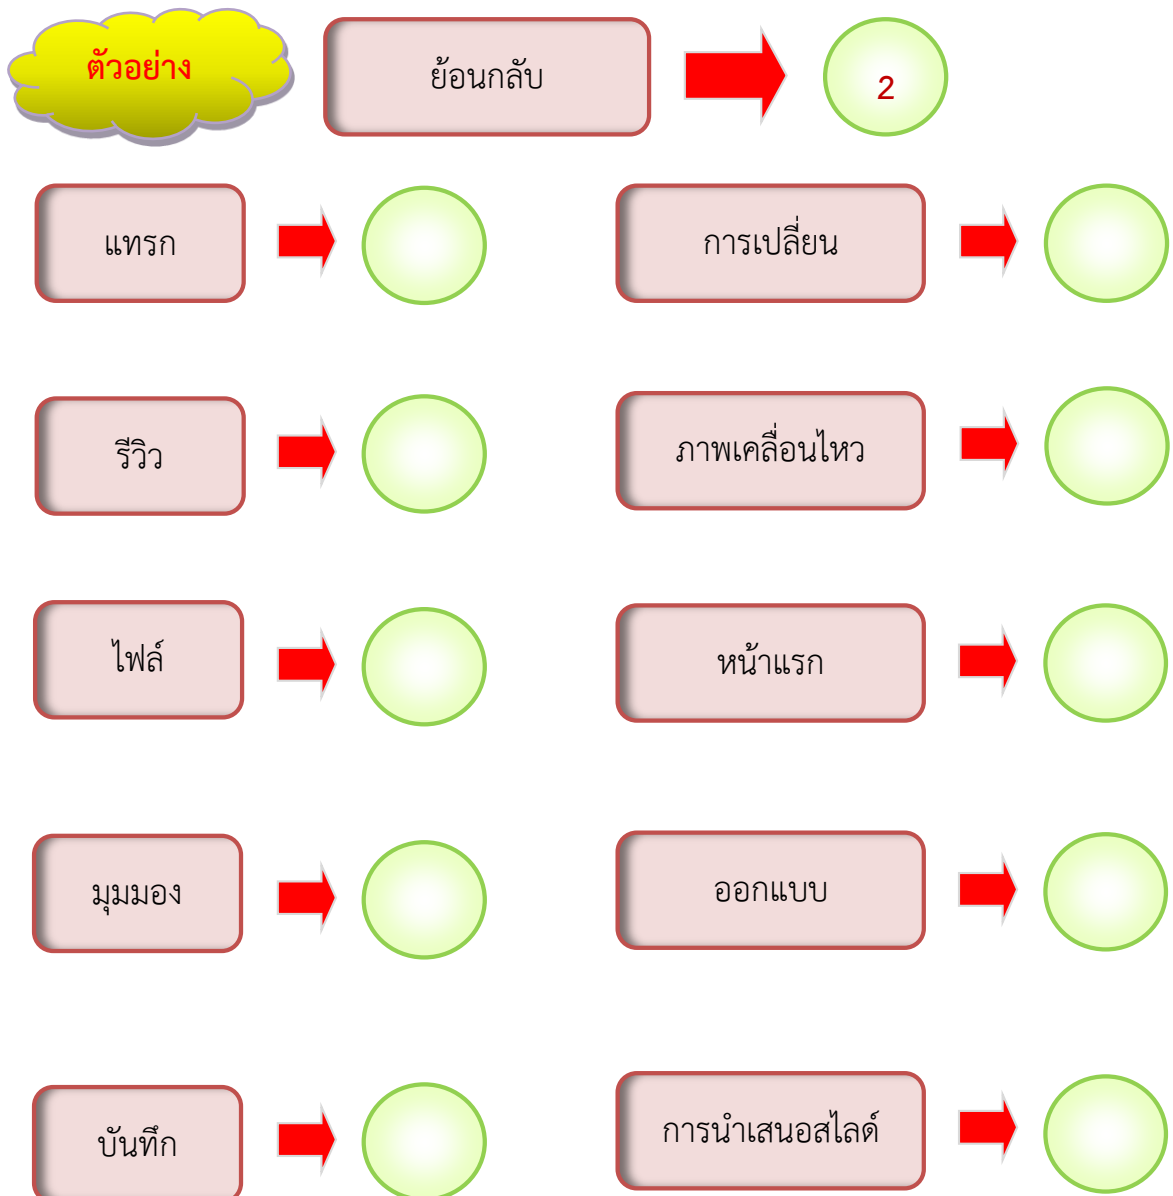 ตัวอย่าง
ย้อนกลับ
2
แทรก
การเปลี่ยน
รีวิว
ภาพเคลื่อนไหว
ไฟล์
หน้าแรก
มุมมอง
ออกแบบ
บันทึก
การนำเสนอสไลด์